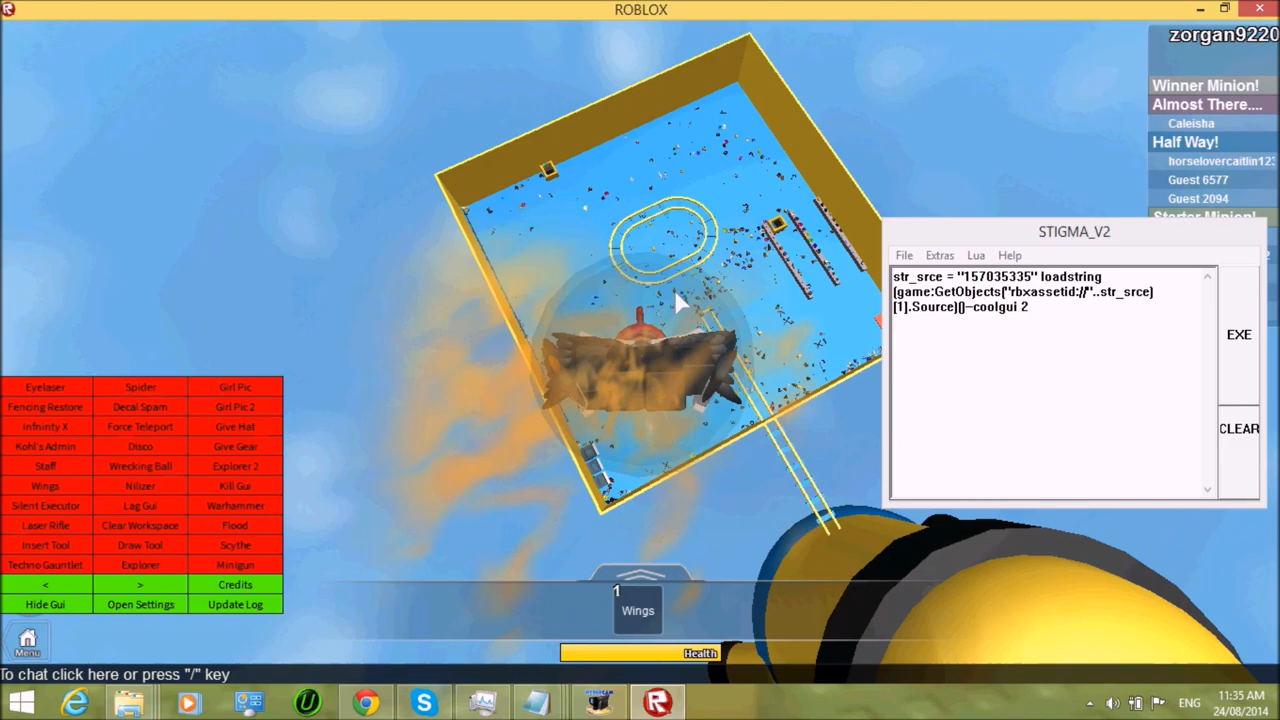 ROBLOX
zorgan9220
Winner Minion!
Almost There....
Caleisha
Half Way!
horselovercaitlin12
Guest 6577
Guest 2094
Starter Minion!
STIGMA_V2
File Extras Lua Help
str_srce = "157035335" loadstring
(game:GetObjects("rbxassetid://"..str_srce)
[1].Source)()--coolgui 2
EXE
CLEAR
Eyelaser Spider Girl Pic
Fencing Restore Decal Spam Girl Pic 2
Infninty X Force Teleport Give Hat
Kohl's Admin Disco Give Gear
Staff Wrecking Ball Explorer 2
Wings Nilizer Kill Gui
Silent Executor Lag Gui Warhammer
Laser Rifle Clear Workspace Flood
Insert Tool Draw Tool Scythe
Techno Gauntlet Explorer Minigun
< > Credits
Hide Gui Open Settings Update Log
1
Wings
Health
Menu
To chat click here or press "/" key
ENG
11:35 AM
24/08/2014